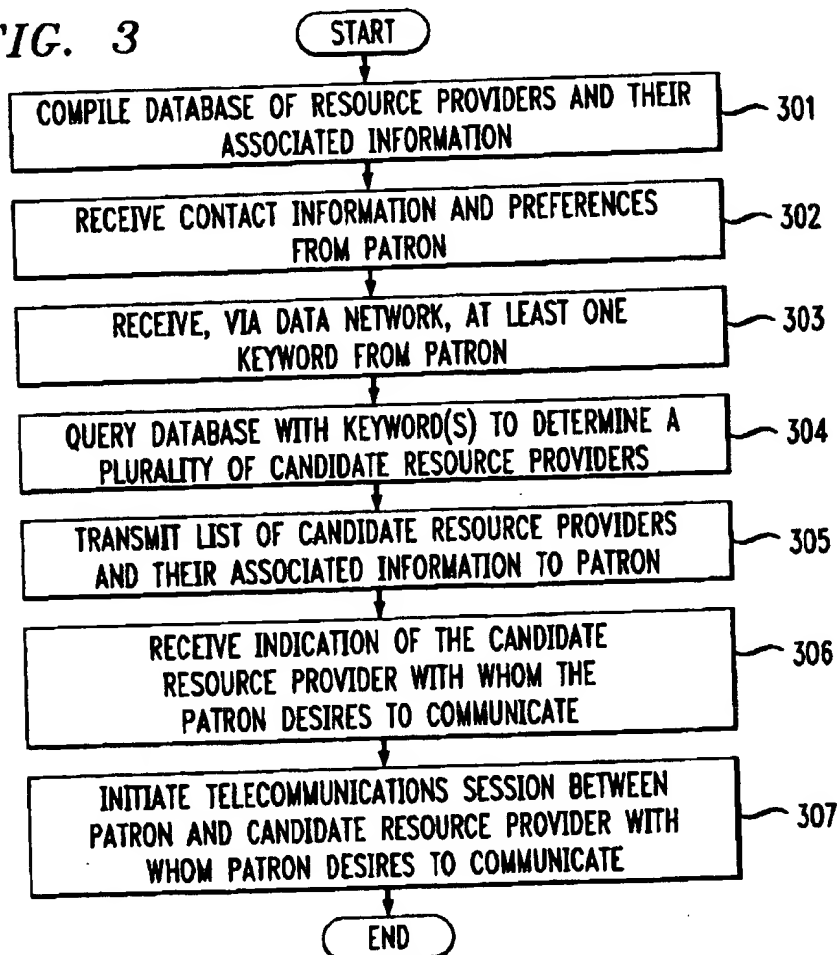 FIG. 3
START
COMPILE DATABASE OF RESOURCE PROVIDERS AND THEIR
ASSOCIATED INFORMATION
301
RECEIVE CONTACT INFORMATION AND PREFERENCES
FROM PATRON
302
RECEIVE, VIA DATA NETWORK, AT LEAST ONE
KEYWORD FROM PATRON
303
QUERY DATABASE WITH KEYWORD(S) TO DETERMINE A
PLURALITY OF CANDIDATE RESOURCE PROVIDERS
304
TRANSMIT LIST OF CANDIDATE RESOURCE PROVIDERS
AND THEIR ASSOCIATED INFORMATION TO PATRON
305
RECEIVE INDICATION OF THE CANDIDATE
RESOURCE PROVIDER WITH WHOM THE
PATRON DESIRES TO COMMUNICATE
306
INITIATE TELECOMMUNICATIONS SESSION BETWEEN
PATRON AND CANDIDATE RESOURCE PROVIDER WITH
WHOM PATRON DESIRES TO COMMUNICATE
307
END